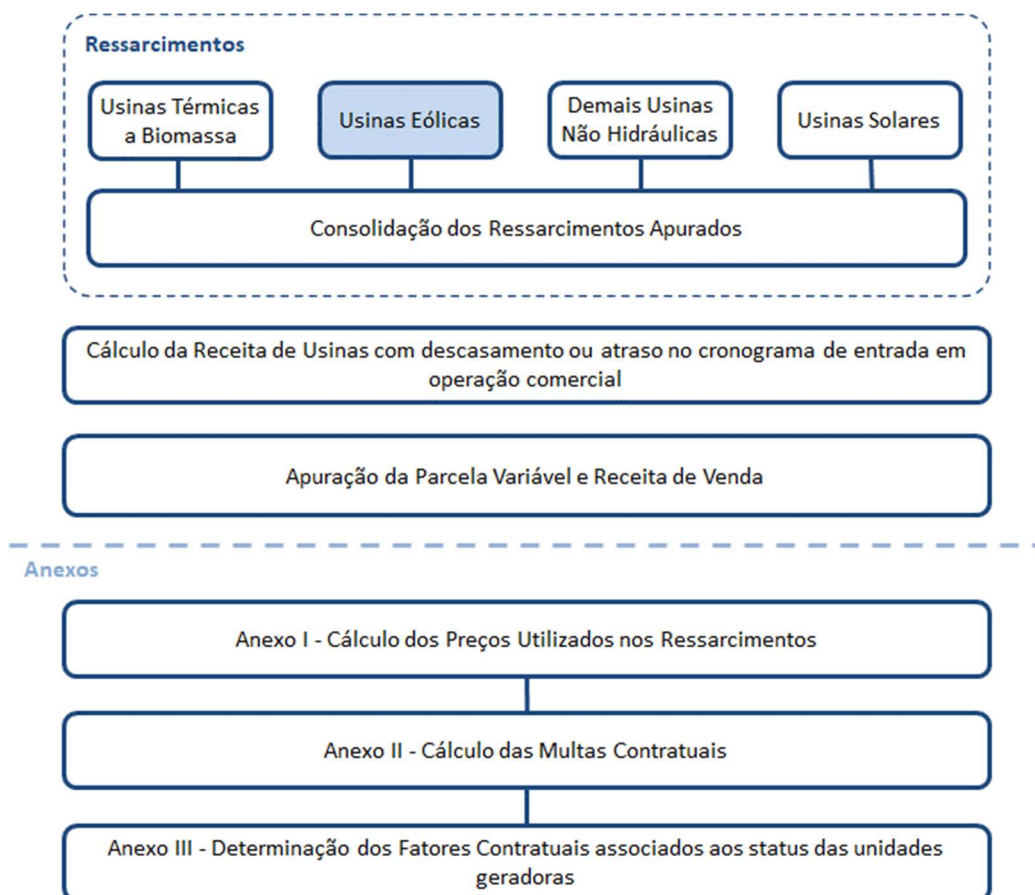 Ressarcimentos
Usinas Térmicas
a Biomassa
Usinas Eólicas
Demais Usinas
Não Hidráulicas
Usinas Solares
Consolidação dos Ressarcimentos Apurados
Cálculo da Receita de Usinas com descasamento ou atraso no cronograma de entrada em
operação comercial
Apuração da Parcela Variável e Receita de Venda
Anexos
Anexo I - Cálculo dos Preços Utilizados nos Ressarcimentos
Anexo II - Cálculo das Multas Contratuais
Anexo III - Determinação dos Fatores Contratuais associados aos status das unidades
geradoras